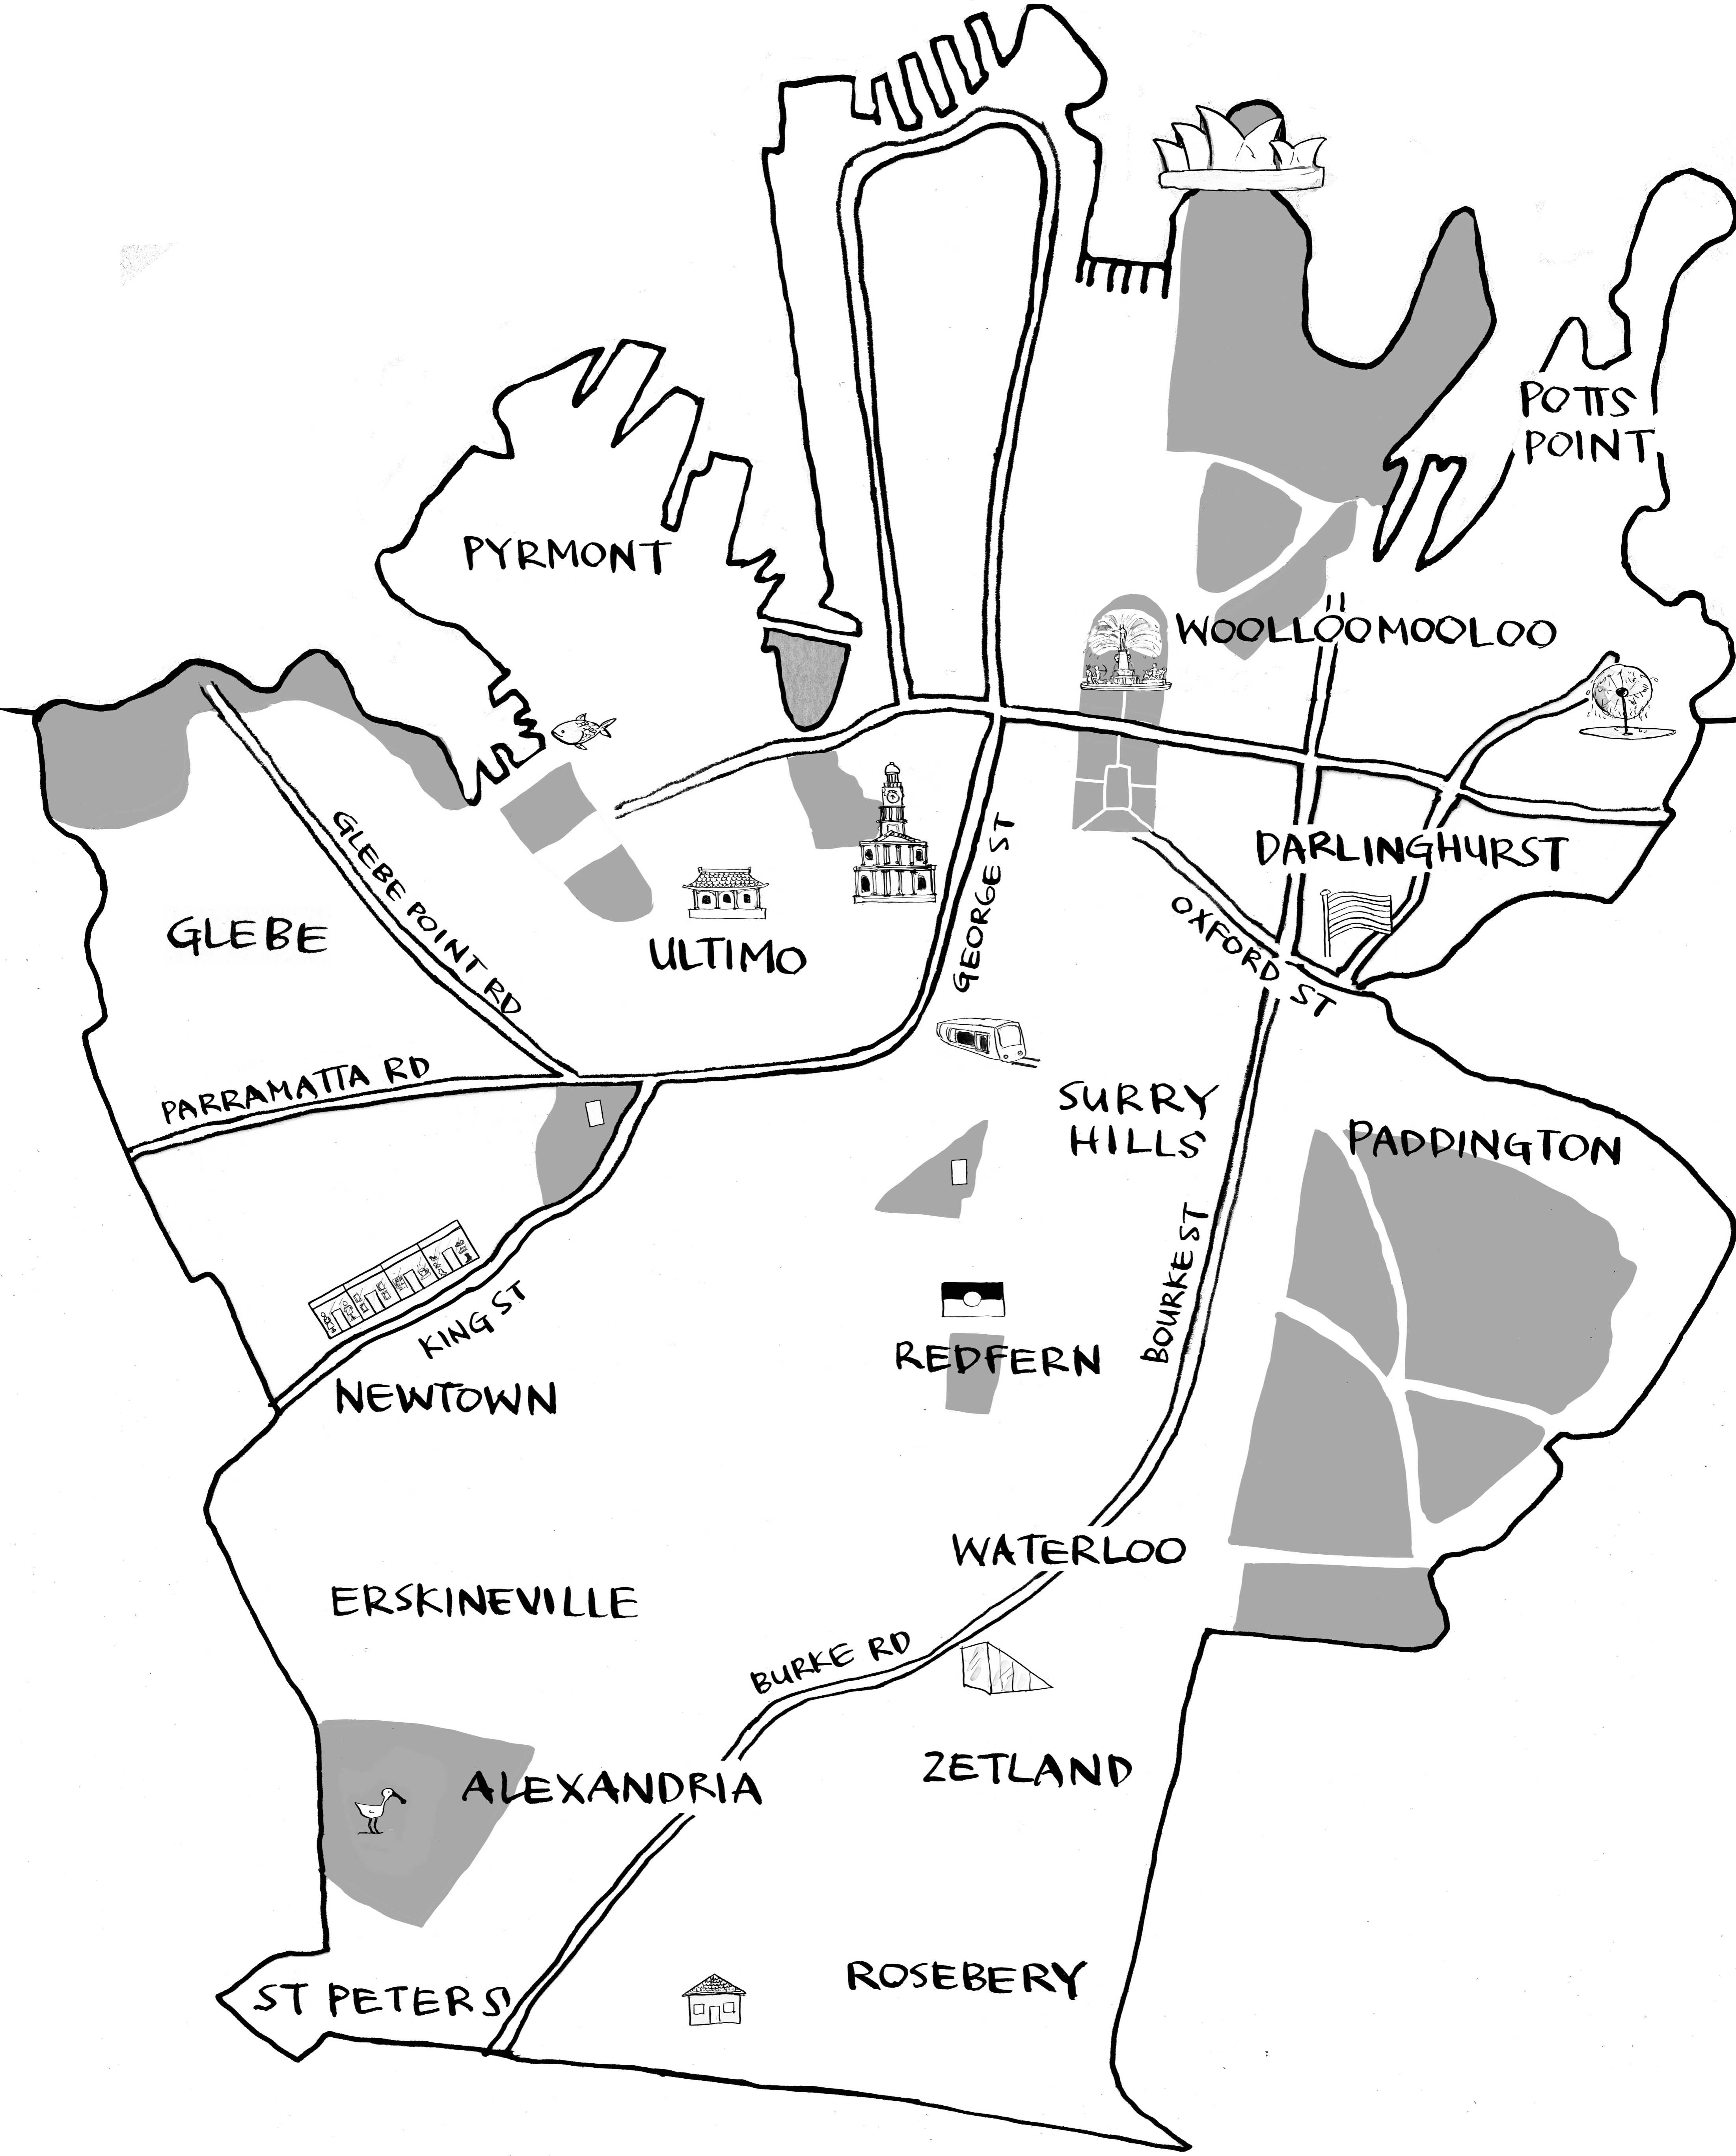 POTTS
POINT
PYRMONT
WOOLLOOMOOLOO
GLEBE POINT RD
GEORGE ST
DARLINGHURST
GLEBE
ULTIMO
OXFORD ST
PARRAMATTA RD
SURRY
HILLS
PADDINGTON
BOURKE ST
KING ST
REDFERN
NEWTOWN
WATERLOO
ERSKINEVILLE
BURKE RD
ZETLAND
ALEXANDRIA
ROSEBERY
ST PETERS